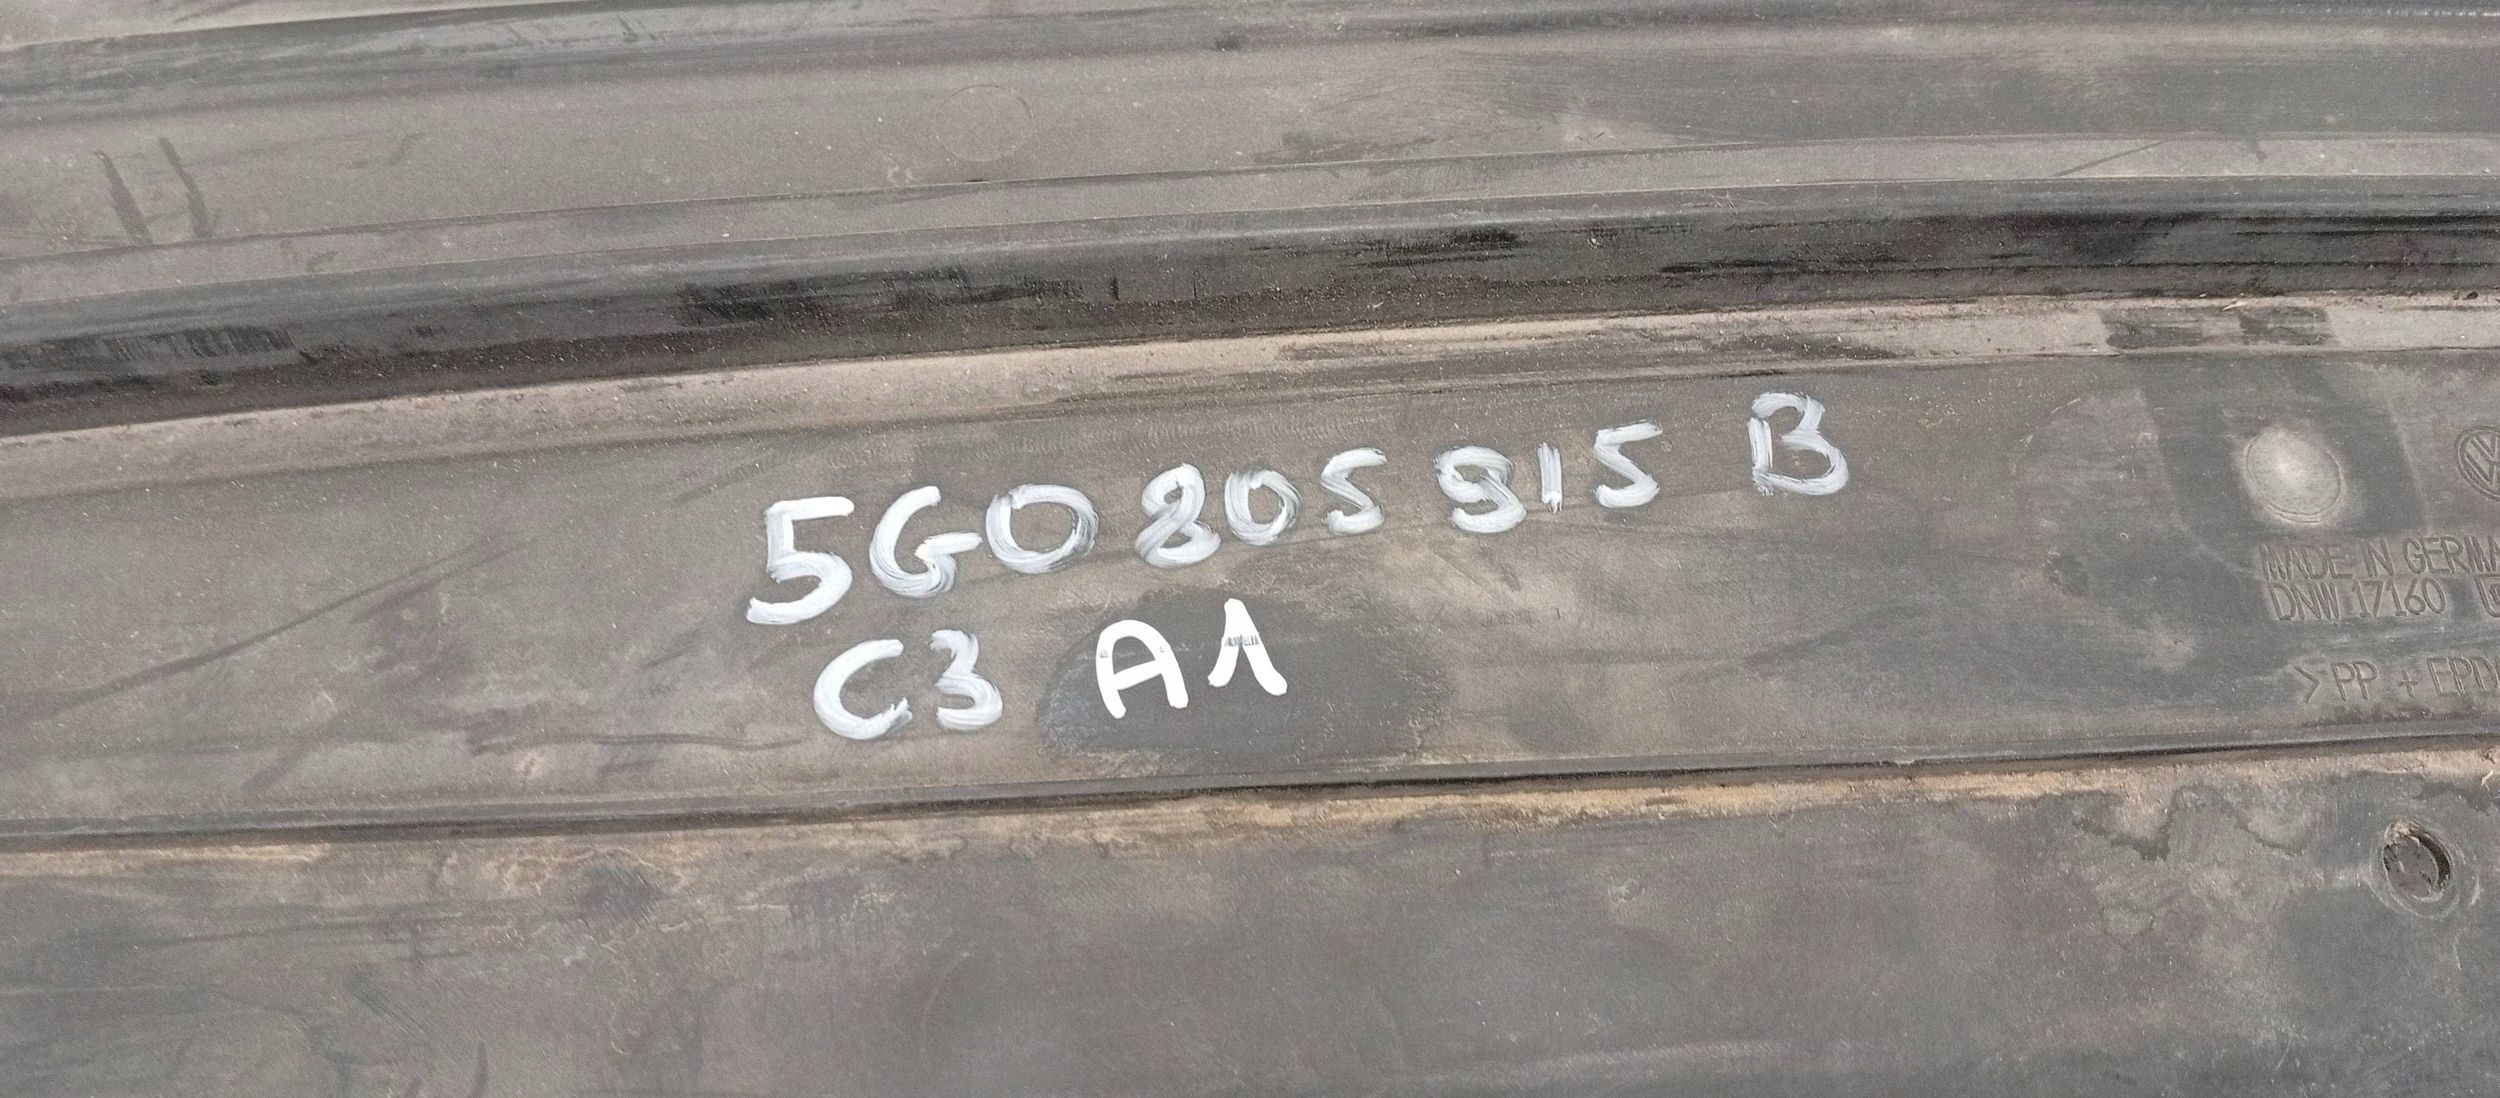 5G0 805 915 B
C3 A1
MADE IN GERMA
DNW 17160
>PP + EPD